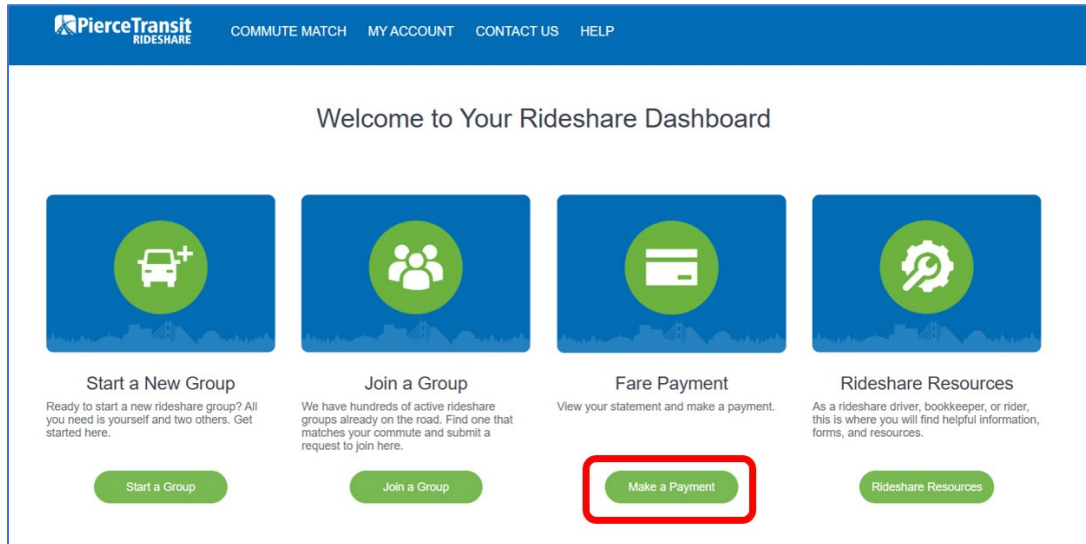 PierceTransit
RIDESHARE
COMMUTE MATCH MY ACCOUNT CONTACT US HELP
Welcome to Your Rideshare Dashboard
Start a New Group
Ready to start a new rideshare group? All
you need is yourself and two others. Get
started here.
Start a Group
Join a Group
We have hundreds of active rideshare
groups already on the road. Find one that
matches your commute and submit a
request to join here.
Join a Group
Fare Payment
View your statement and make a payment.
Make a Payment
Rideshare Resources
As a rideshare driver, bookkeeper, or rider,
this is where you will find helpful information,
forms, and resources.
Rideshare Resources